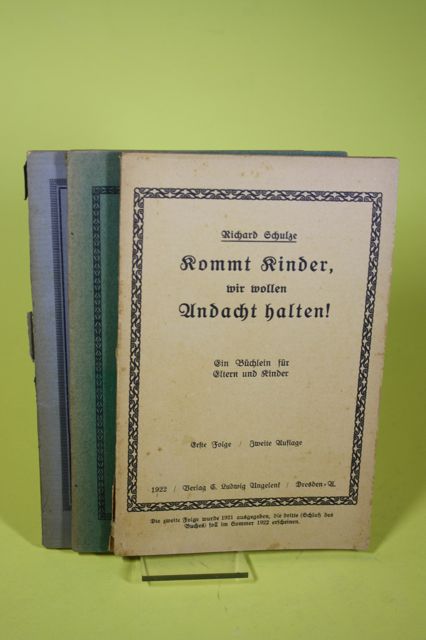 Richard Schulze
Kommt Kinder,
wir wollen
Andacht halten!
Ein Büchlein für
Eltern und Kinder
Erste Folge / Zweite Auflage
1922 / Verlag C. Ludwig Ungelenk / Dresden-A.
Die zweite Folge wurde 1921 ausgegeben, die dritte (Schluß des
Buches) soll im Sommer 1922 erscheinen.